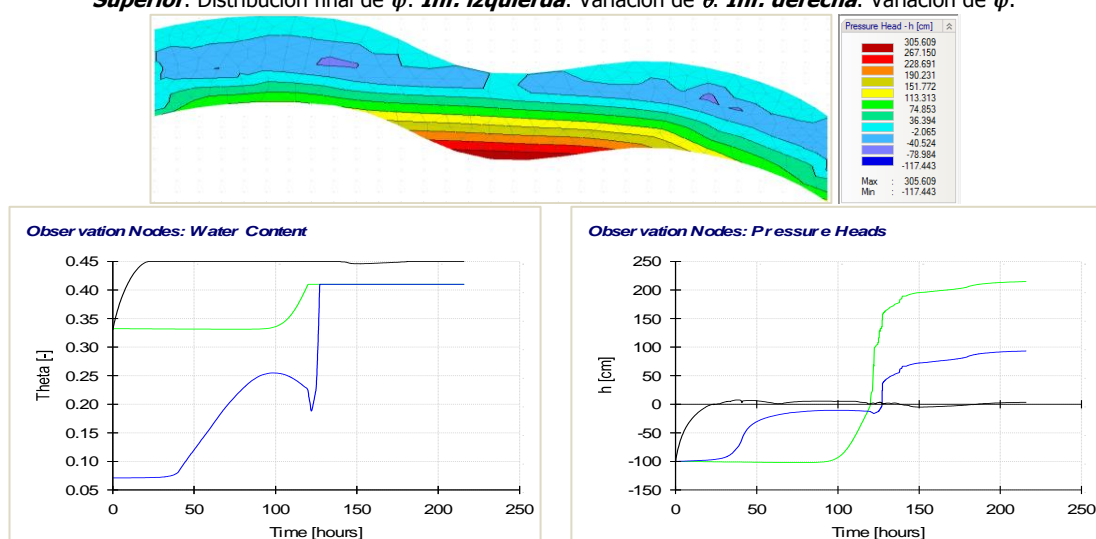 Superior: Distribución final de ψ. Inf. izquierda: Variación de θ. Inf. derecha: Variación de ψ.
Pressure Head - h [cm]
305.609
267.150
228.691
190.231
151.772
113.313
74.853
36.394
-2.065
-40.524
-78.984
-117.443
Max : 305.609
Min : -117.443
Observation Nodes: Water Content
0.45
0.40
0.35
0.30
0.25
0.20
0.15
0.10
0.05
Theta [-]
0 50 100 150 200 250
Time [hours]
Observation Nodes: Pressure Heads
250
200
150
100
50
0
-50
-100
-150
h [cm]
0 50 100 150 200 250
Time [hours]